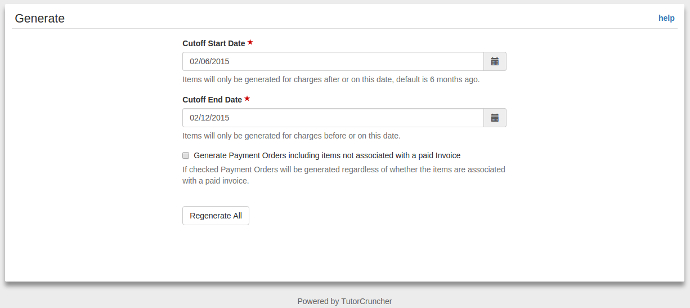 Generate
help
Cutoff Start Date *
02/06/2015
Items will only be generated for charges after or on this date, default is 6 months ago.
Cutoff End Date *
02/12/2015
Items will only be generated for charges before or on this date.
Generate Payment Orders including items not associated with a paid Invoice
If checked Payment Orders will be generated regardless of whether the items are associated
with a paid invoice.
Regenerate All
Powered by TutorCruncher